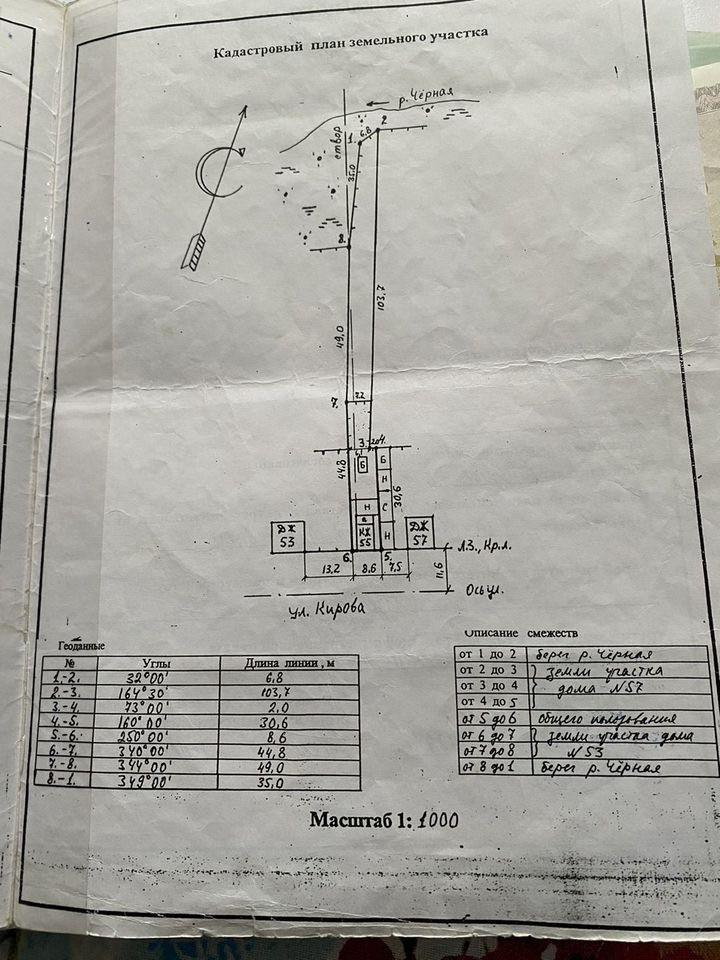 Кадастровый план земельного участка
р. Чёрная
створ
1.
6.8
2
35.0
8.
103,7
49,0
7.
7.2
3.
2.0
4.
Б
Б
44.8
Н
30,6
Н
С
в
КЖ
55
Н
ДЖ
53
ДЖ
57
6.
5.
Л.З., Кр.л.
13,2
8.6
7,5
11,6
Ось ул.
ул. Кирова
Геоданные
№ Углы Длина линии , м
1.-2. 32°00' 6.8
2.-3. 164°30' 103,7
3.-4. 73°00' 2.0
4.-5. 160°00' 30,6
5.-6. 250°00' 8,6
6.-7. 340°00' 44,8
7.-8. 344°00' 49,0
8.-1. 349°00' 35,0
Описание смежеств
от 1 до 2 берег р. Чёрная
от 2 до 3 земли участка
от 3 до 4 дома N57
от 4 до 5
от 5 до 6 общего пользования
от 6 до 7 земли участка дома
от 7 до 8 N 53
от 8 до 1 берег р. Чёрная
Масштаб 1: 1000